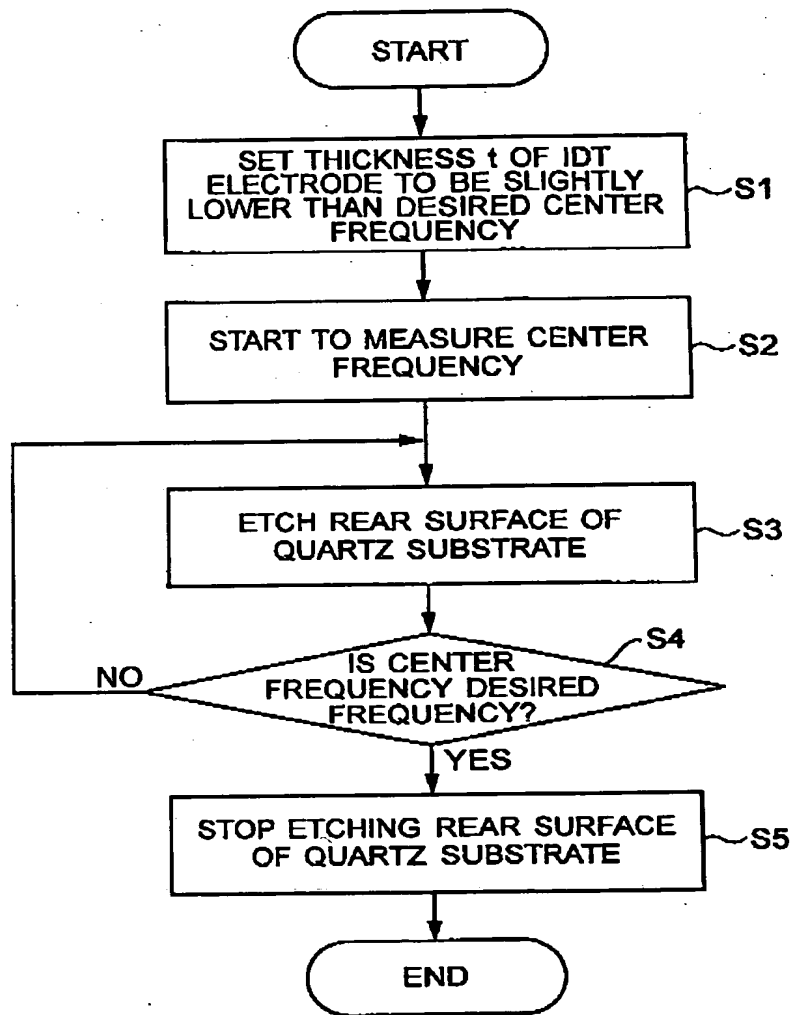 START
SET THICKNESS t OF IDT
ELECTRODE TO BE SLIGHTLY
LOWER THAN DESIRED CENTER
FREQUENCY
S1
START TO MEASURE CENTER
FREQUENCY
S2
ETCH REAR SURFACE OF
QUARTZ SUBSTRATE
S3
IS CENTER
FREQUENCY DESIRED
FREQUENCY?
S4
NO
YES
STOP ETCHING REAR SURFACE
OF QUARTZ SUBSTRATE
S5
END